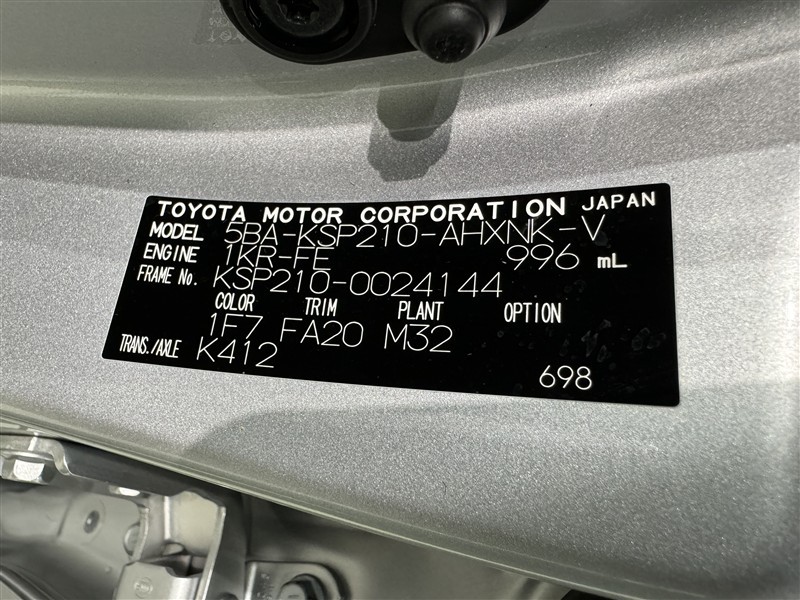 TOYOTA MOTOR CORPORATION JAPAN
MODEL 5BA-KSP210-AHXNK-V
ENGINE 1KR-FE 996 mL
FRAME No. KSP210-0024144
COLOR TRIM PLANT OPTION
1F7 FA20 M32
TRANS./AXLE K412
698